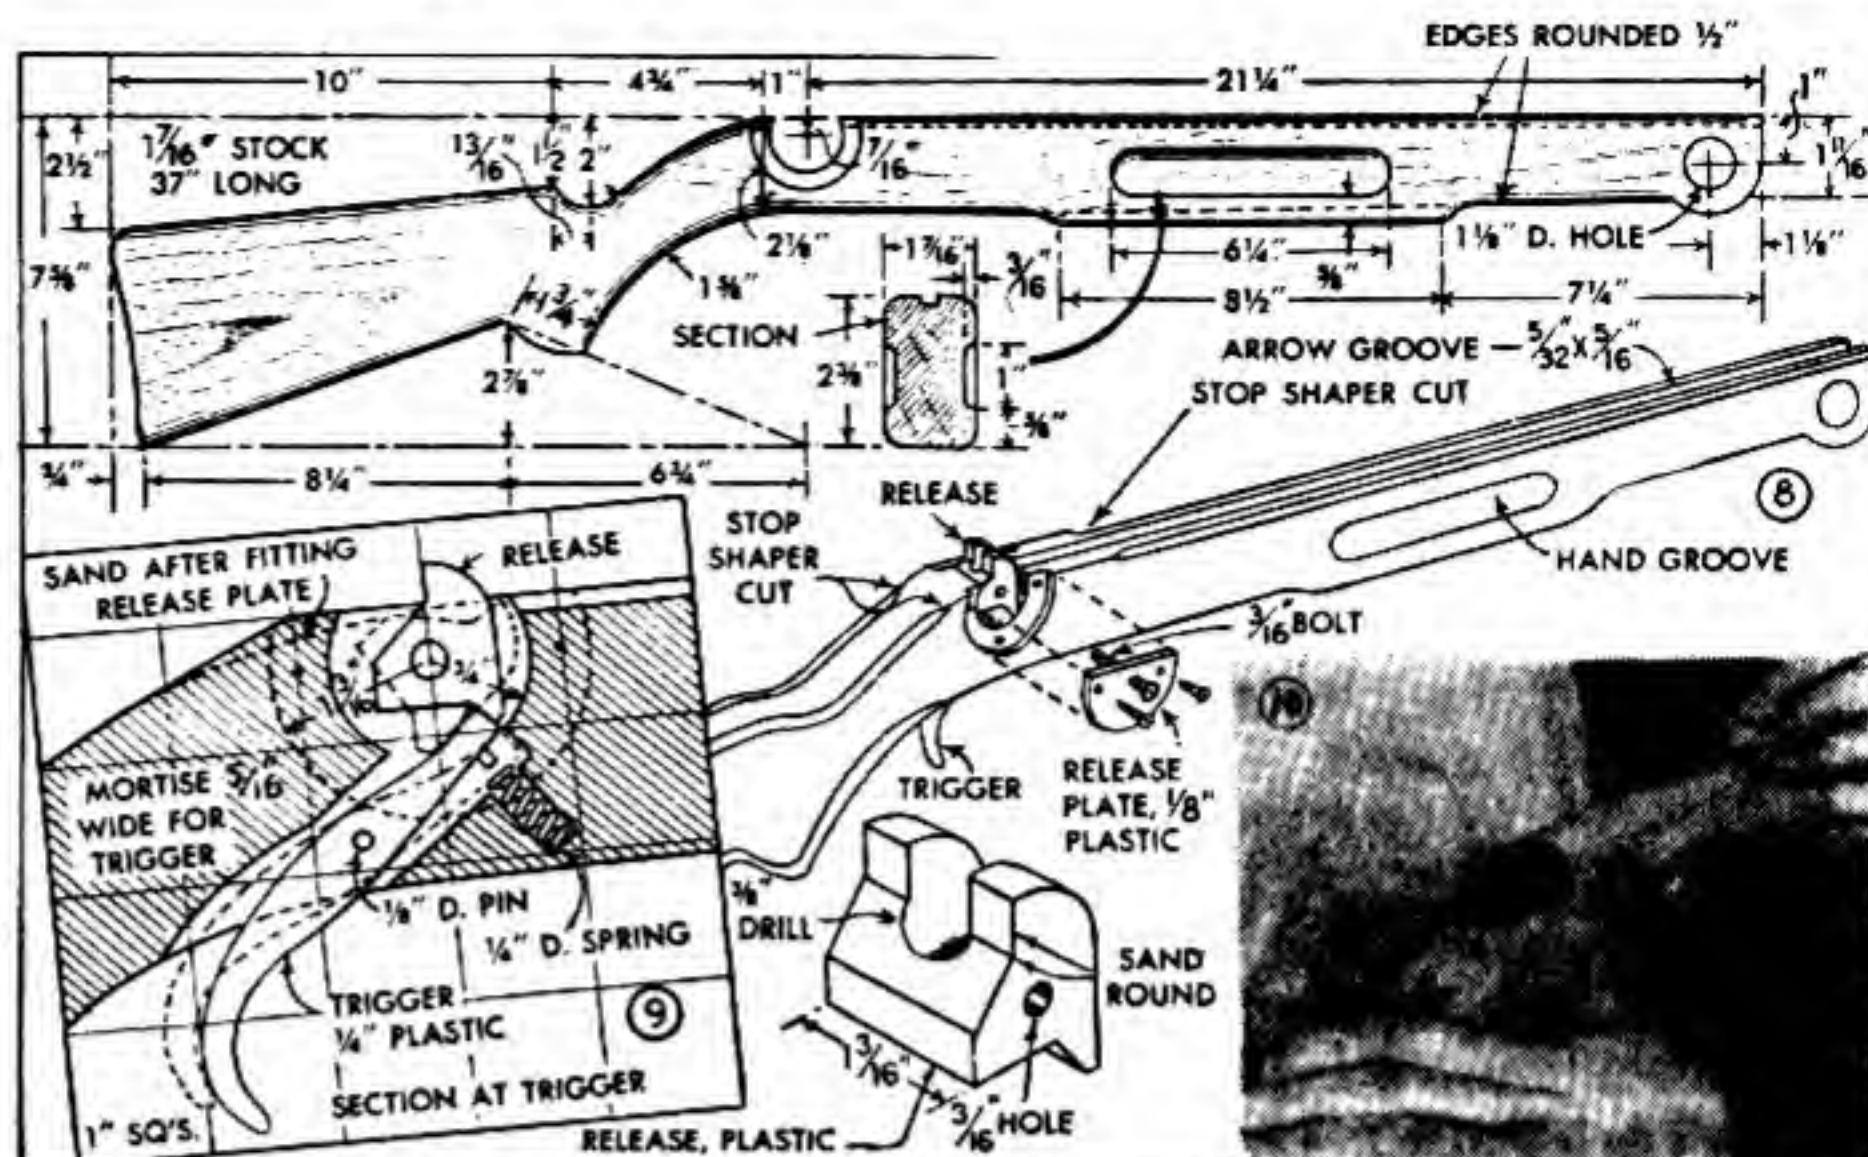 EDGES ROUNDED ½"
10"
4¾"
1"
21¼"
1"
2½"
1⁷⁄₁₆" STOCK
37" LONG
¹³⁄₁₆"
1½"
2"
⁷⁄₁₆"
1¹¹⁄₁₆"
7⅝"
2⅛"
1⅜"
1⁷⁄₁₆"
³⁄₁₆"
6¼"
⅜"
1⅛" D. HOLE
1⅛"
8½"
7¼"
SECTION
2⅜"
1"
⅝"
2⅞"
ARROW GROOVE — ⁵⁄₃₂" X ⁵⁄₁₆"
STOP SHAPER CUT
¾"
8¼"
6¾"
RELEASE
8
STOP
SHAPER
CUT
HAND GROOVE
³⁄₁₆" BOLT
TRIGGER
RELEASE
PLATE, ⅛"
PLASTIC
SAND AFTER FITTING
RELEASE PLATE
RELEASE
¾"
MORTISE ⁵⁄₁₆"
WIDE FOR
TRIGGER
⅛" D. PIN
¼" D. SPRING
TRIGGER
¼" PLASTIC
9
SECTION AT TRIGGER
1" SQ'S.
⅜"
DRILL
SAND
ROUND
1³⁄₁₆"
³⁄₁₆" HOLE
RELEASE, PLASTIC
10